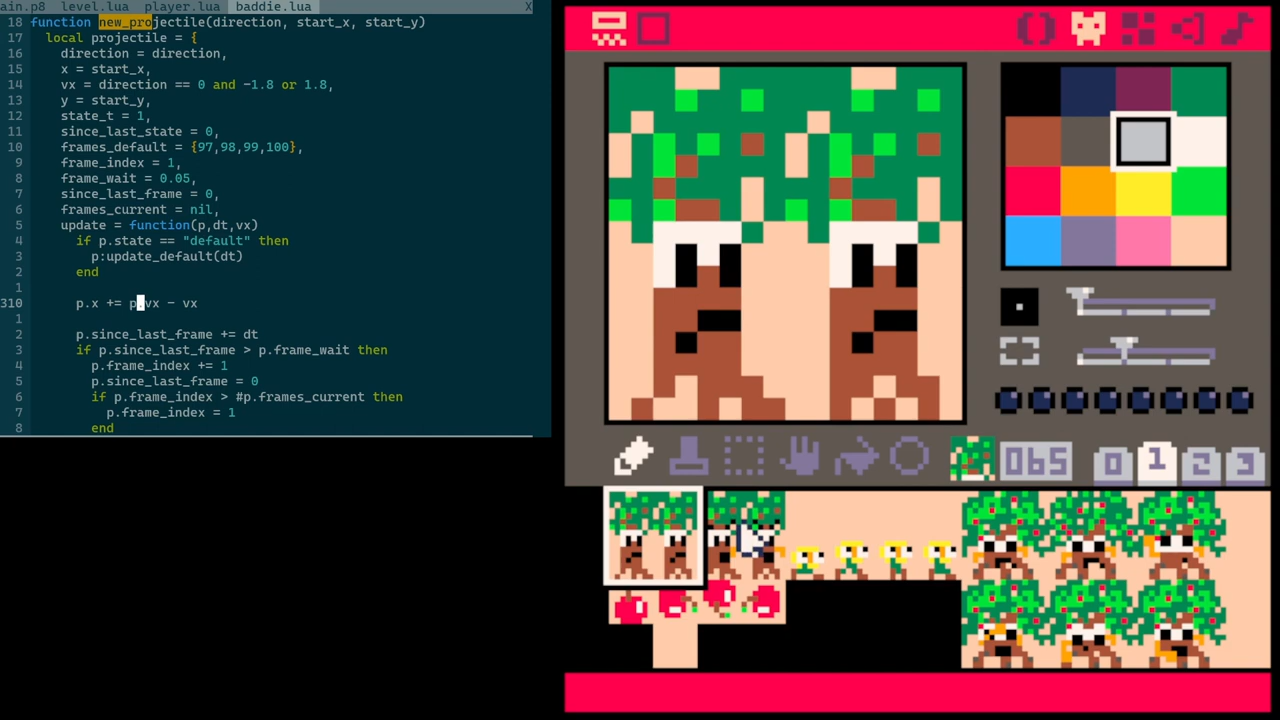 ain.p8 level.lua player.lua baddie.lua X
18 function new_projectile(direction, start_x, start_y)
17 local projectile = {
16 direction = direction,
15 x = start_x,
14 vx = direction == 0 and -1.8 or 1.8,
13 y = start_y,
12 state_t = 1,
11 since_last_state = 0,
10 frames_default = {97,98,99,100},
9 frame_index = 1,
8 frame_wait = 0.05,
7 since_last_frame = 0,
6 frames_current = nil,
5 update = function(p,dt,vx)
4 if p.state == "default" then
3 p:update_default(dt)
2 end
1
310 p.x += p.vx - vx
1
2 p.since_last_frame += dt
3 if p.since_last_frame > p.frame_wait then
4 p.frame_index += 1
5 p.since_last_frame = 0
6 if p.frame_index > #p.frames_current then
7 p.frame_index = 1
8 end
065 0 1 2 3